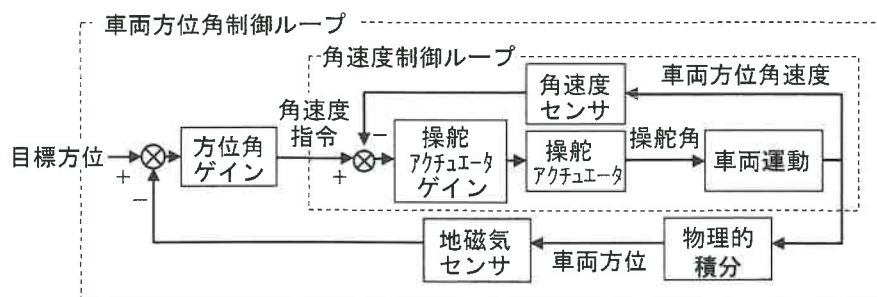 車両方位角制御ループ
角速度制御ループ
角速度
センサ
車両方位角速度
角速度
指令
目標方位
+
−
方位角
ゲイン
+
−
操舵
アクチュエータ
ゲイン
操舵
アクチュエータ
操舵角
車両運動
地磁気
センサ
車両方位
物理的
積分